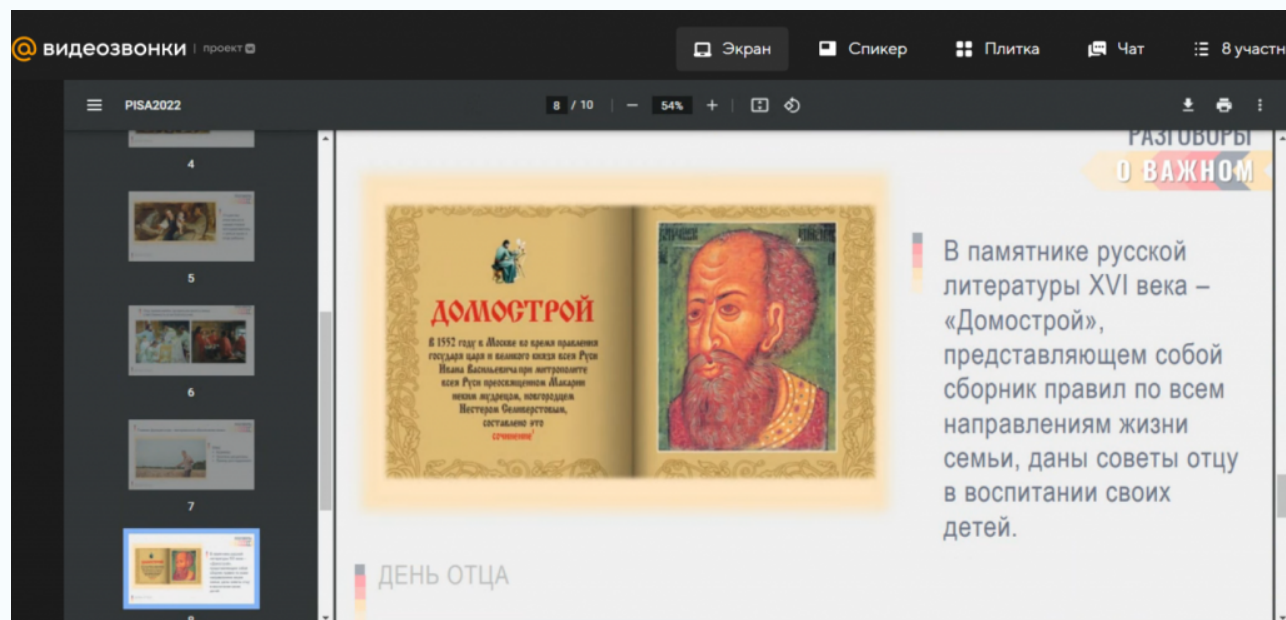 видеозвонки | проект
Экран
Спикер
Плитка
Чат
8 участн
PISA2022
8 / 10
54%
4
5
6
7
8
РАЗГОВОРЫ
О ВАЖНОМ
ДОМОСТРОЙ
В 1552 году в Москве во время правления
государя царя и великого князя всея Руси
Ивана Васильевича при митрополите
всея Руси преосвященном Макарии
неким мудрецом, новгородцем
Нестером Селиверстовым,
составлено это
сочинение
В памятнике русской
литературы XVI века –
«Домострой»,
представляющем собой
сборник правил по всем
направлениям жизни
семьи, даны советы отцу
в воспитании своих
детей.
ДЕНЬ ОТЦА